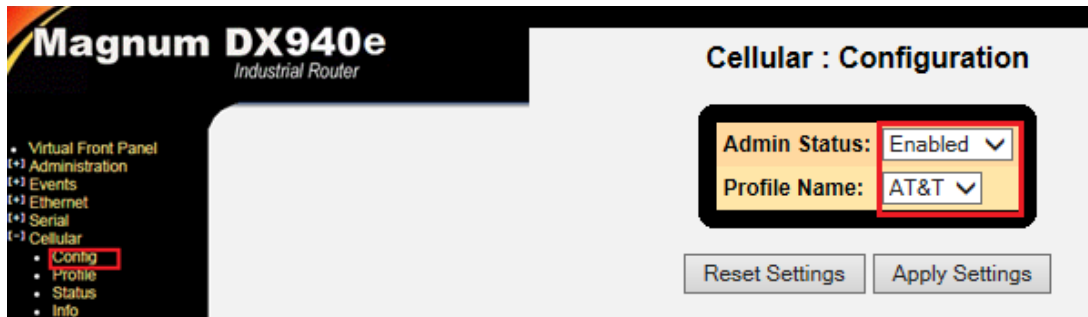 Magnum DX940e
Industrial Router
Virtual Front Panel
[+] Administration
[+] Events
[+] Ethernet
[+] Serial
[-] Cellular
Config
Profile
Status
Info
Cellular : Configuration
Admin Status: Enabled
Profile Name: AT&T
Reset Settings Apply Settings